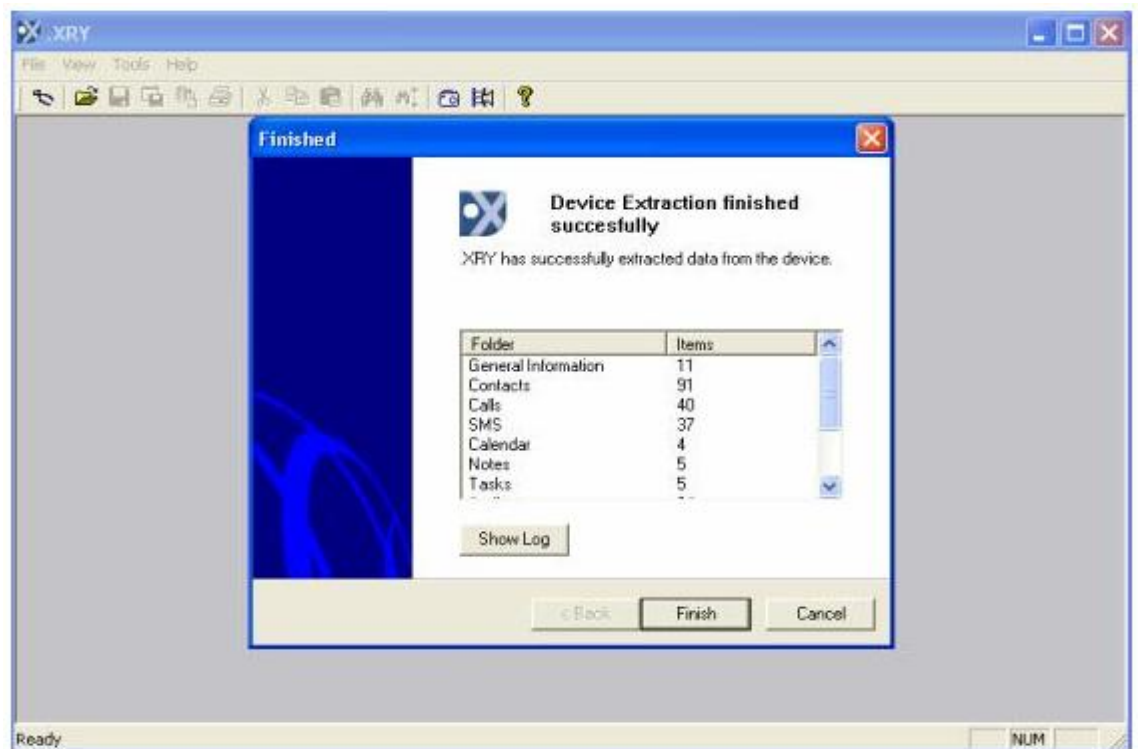 .XRY
File View Tools Help
Finished
Device Extraction finished
succesfully
.XRY has successfully extracted data from the device.
Folder Items
General Information 11
Contacts 91
Calls 40
SMS 37
Calendar 4
Notes 5
Tasks 5
Show Log
< Back Finish Cancel
Ready NUM